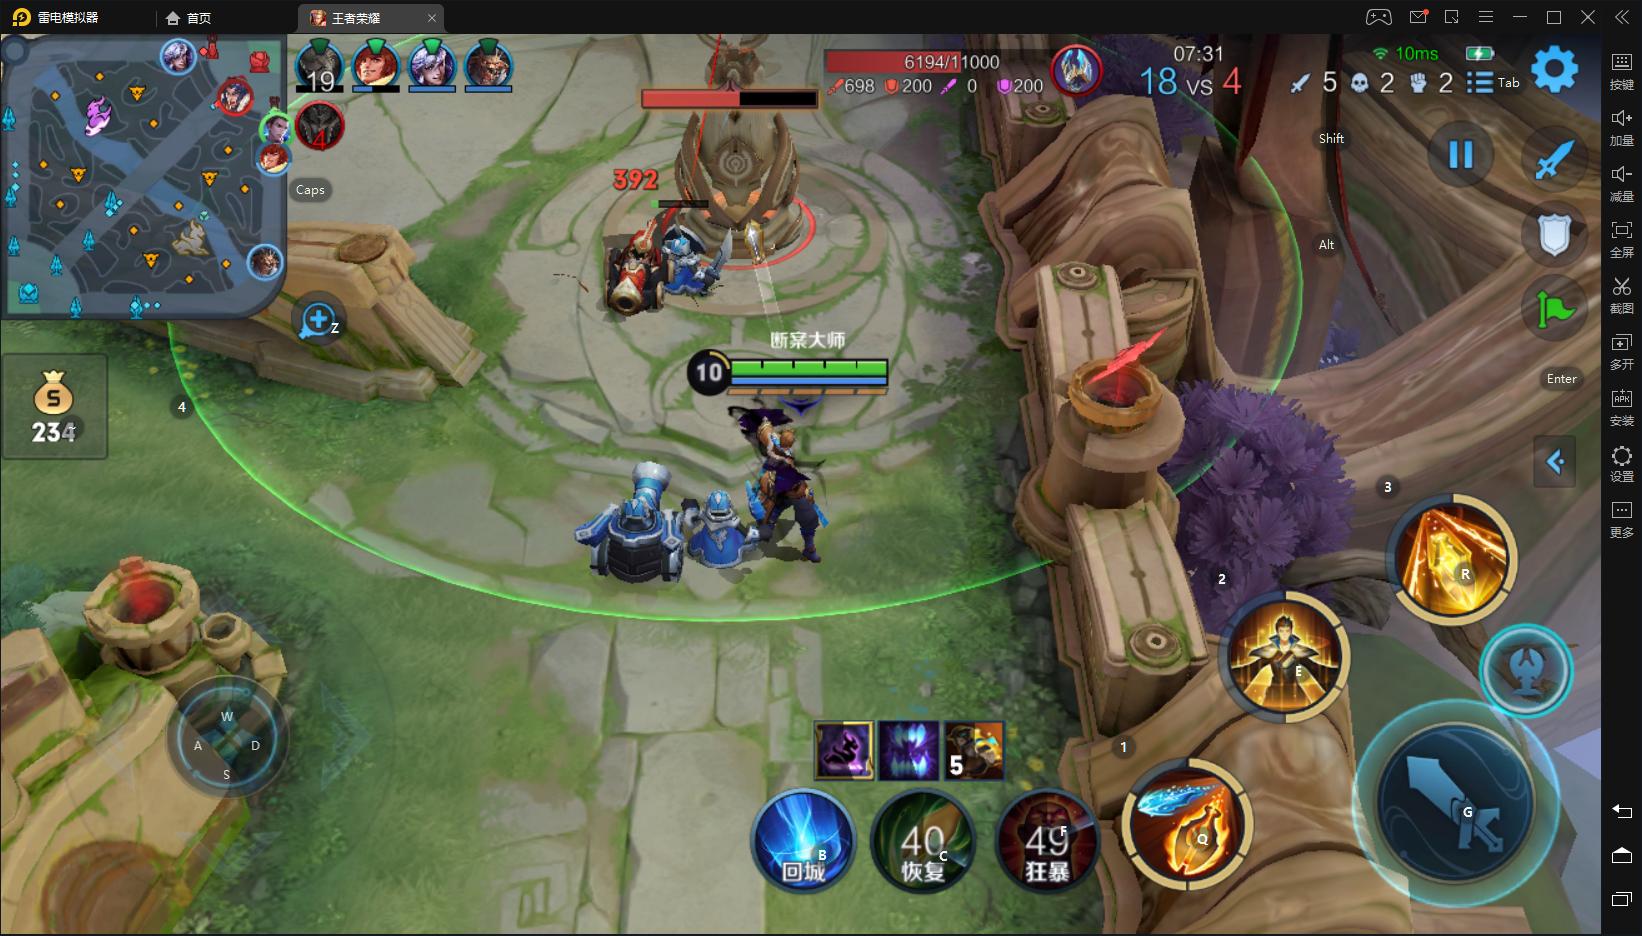 雷电模拟器
首页
王者荣耀
19
4
6194/11000
698 200 0 200
07:31
18 VS 4
10ms
5 2 2 Tab
Shift
Caps
Alt
Enter
Z
392
断案大师
10
4
3
2
1
R
E
Q
G
W
A
D
S
5
B
回城
40
C
恢复
49
F
狂暴
按键
加量
减量
全屏
截图
多开
APK
安装
设置
更多